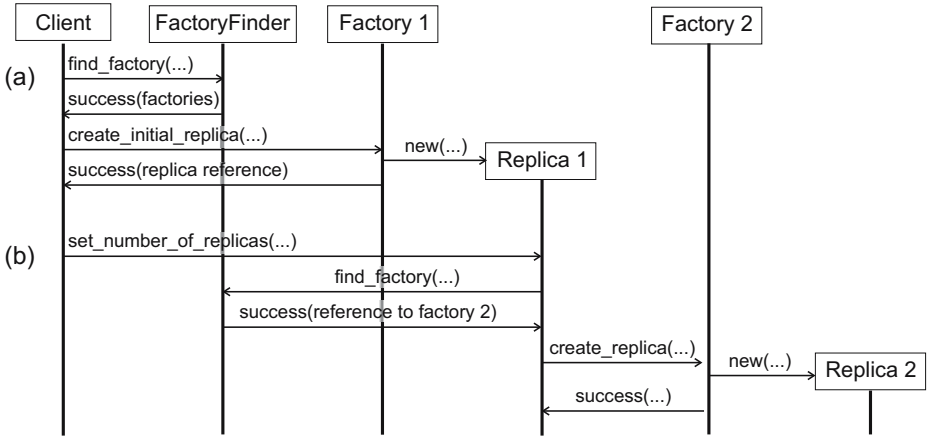 Client FactoryFinder Factory 1 Factory 2
(a)
find_factory(...)
success(factories)
create_initial_replica(...)
new(...)
Replica 1
success(replica reference)
(b)
set_number_of_replicas(...)
find_factory(...)
success(reference to factory 2)
create_replica(...)
new(...)
Replica 2
success(...)